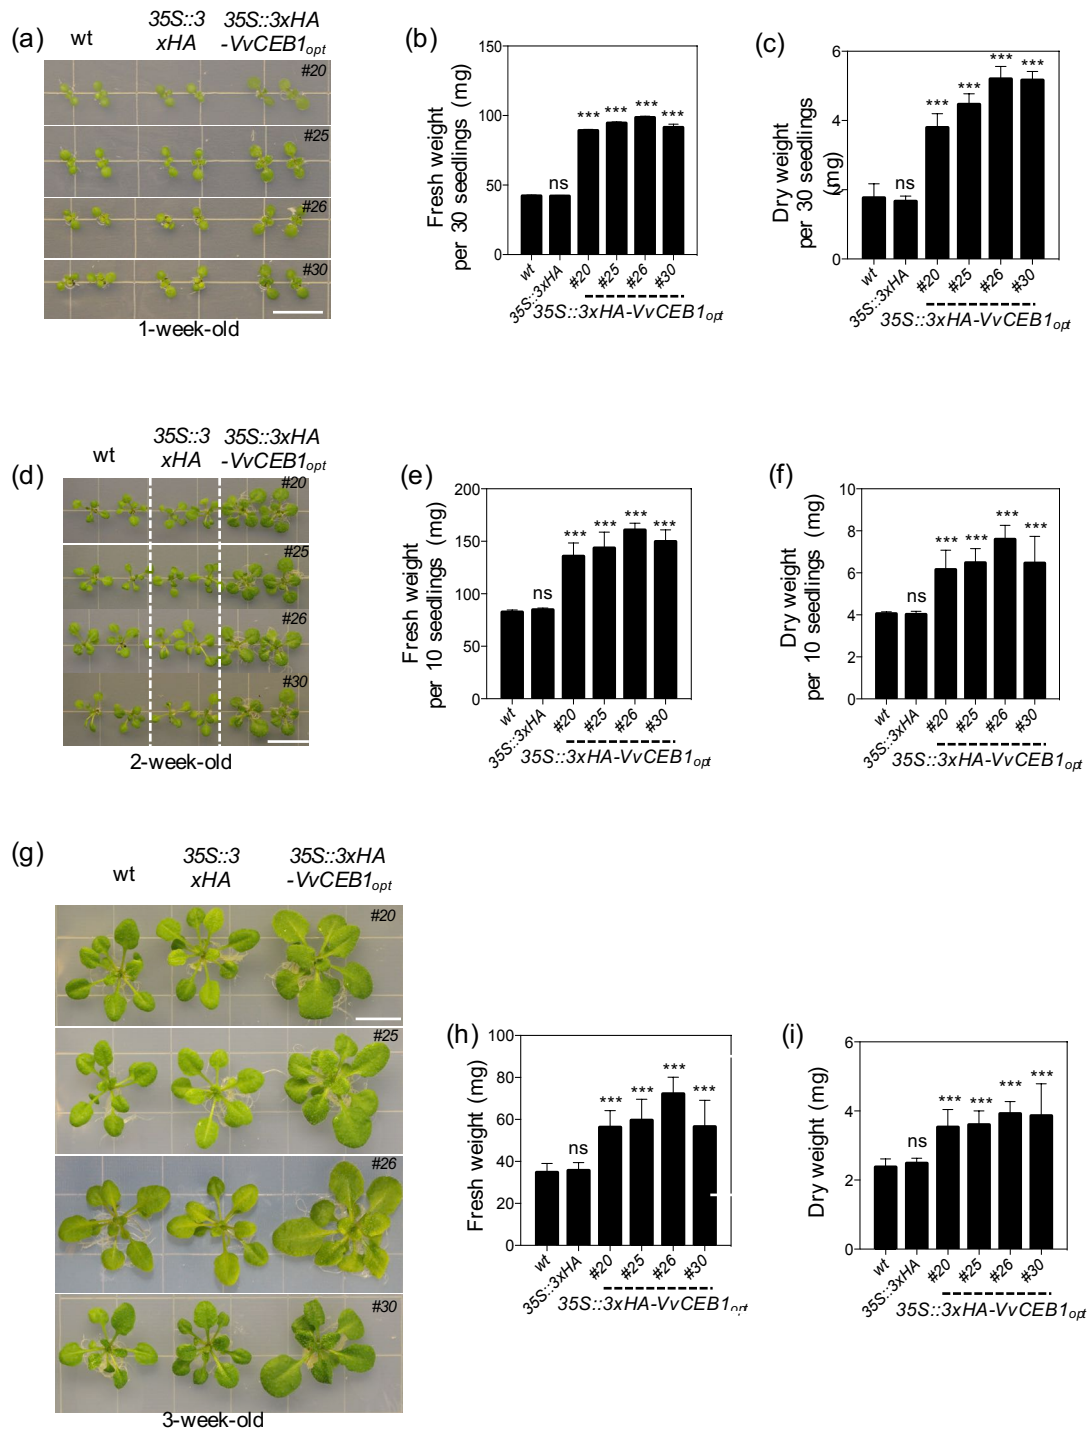 (a)
wt
35S::3
xHA
35S::3xHA
-VvCEB1opt
#20
#25
#26
#30
1-week-old
(b)
Fresh weight
per 30 seedlings (mg)
150
100
50
0
ns
***
***
***
***
wt
35S::3xHA
#20
#25
#26
#30
35S::3xHA-VvCEB1opt
(c)
Dry weight
per 30 seedlings
(mg)
6
4
2
0
ns
***
***
***
***
wt
35S::3xHA
#20
#25
#26
#30
35S::3xHA-VvCEB1opt
(d)
wt
35S::3
xHA
35S::3xHA
-VvCEB1opt
#20
#25
#26
#30
2-week-old
(e)
Fresh weight
per 10 seedlings (mg)
200
150
100
50
0
ns
***
***
***
***
wt
35S::3xHA
#20
#25
#26
#30
35S::3xHA-VvCEB1opt
(f)
Dry weight
per 10 seedlings (mg)
10
8
6
4
2
0
ns
***
***
***
***
wt
35S::3xHA
#20
#25
#26
#30
35S::3xHA-VvCEB1opt
(g)
wt
35S::3
xHA
35S::3xHA
-VvCEB1opt
#20
#25
#26
#30
3-week-old
(h)
Fresh weight (mg)
100
80
60
40
20
0
ns
***
***
***
***
wt
35S::3xHA
#20
#25
#26
#30
35S::3xHA-VvCEB1opt
(i)
Dry weight (mg)
6
4
2
0
ns
***
***
***
***
wt
35S::3xHA
#20
#25
#26
#30
35S::3xHA-VvCEB1opt